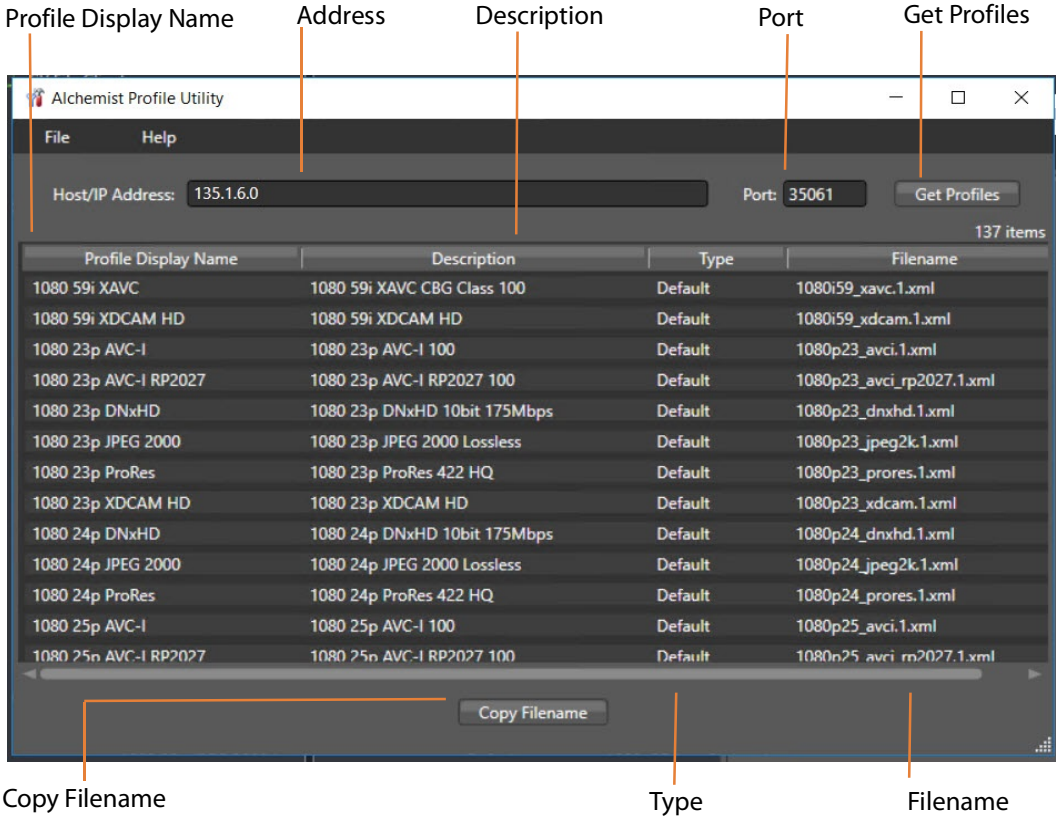 Profile Display Name Address Description Port Get Profiles
Alchemist Profile Utility
File Help
Host/IP Address: 135.1.6.0 Port: 35061 Get Profiles
137 items
Profile Display Name Description Type Filename
1080 59i XAVC 1080 59i XAVC CBG Class 100 Default 1080i59_xavc.1.xml
1080 59i XDCAM HD 1080 59i XDCAM HD Default 1080i59_xdcam.1.xml
1080 23p AVC-I 1080 23p AVC-I 100 Default 1080p23_avci.1.xml
1080 23p AVC-I RP2027 1080 23p AVC-I RP2027 100 Default 1080p23_avci_rp2027.1.xml
1080 23p DNxHD 1080 23p DNxHD 10bit 175Mbps Default 1080p23_dnxhd.1.xml
1080 23p JPEG 2000 1080 23p JPEG 2000 Lossless Default 1080p23_jpeg2k.1.xml
1080 23p ProRes 1080 23p ProRes 422 HQ Default 1080p23_prores.1.xml
1080 23p XDCAM HD 1080 23p XDCAM HD Default 1080p23_xdcam.1.xml
1080 24p DNxHD 1080 24p DNxHD 10bit 175Mbps Default 1080p24_dnxhd.1.xml
1080 24p JPEG 2000 1080 24p JPEG 2000 Lossless Default 1080p24_jpeg2k.1.xml
1080 24p ProRes 1080 24p ProRes 422 HQ Default 1080p24_prores.1.xml
1080 25p AVC-I 1080 25p AVC-I 100 Default 1080p25_avci.1.xml
1080 25p AVC-I RP2027 1080 25p AVC-I RP2027 100 Default 1080p25_avci_rp2027.1.xml
Copy Filename
Copy Filename Type Filename